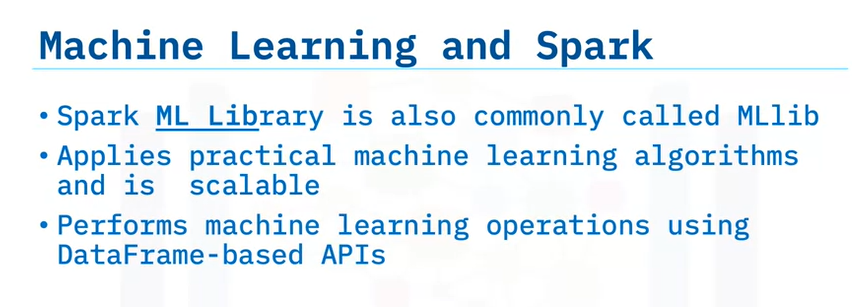 Machine Learning and Spark
• Spark ML Library is also commonly called MLlib
• Applies practical machine learning algorithms
and is  scalable
• Performs machine learning operations using
DataFrame-based APIs